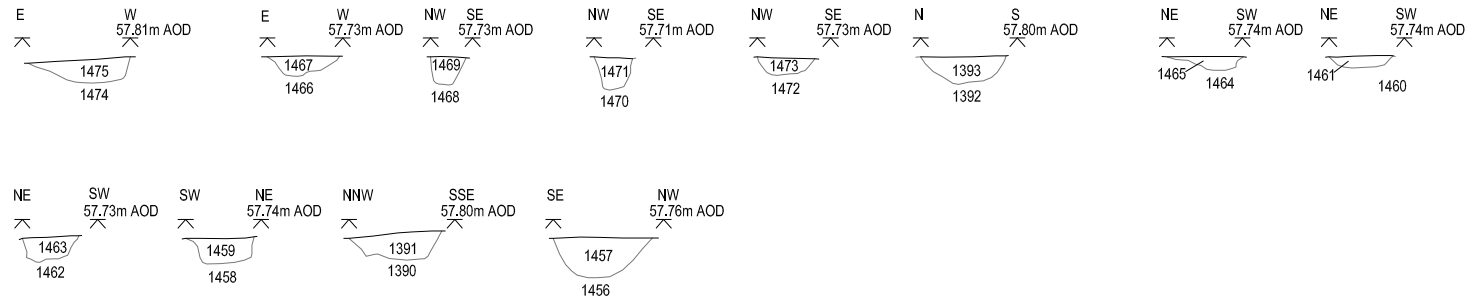 E W
57.81m AOD
1475
1474
E W
57.73m AOD
1467
1466
NW SE
57.73m AOD
1469
1468
NW SE
57.71m AOD
1471
1470
NW SE
57.73m AOD
1473
1472
N S
57.80m AOD
1393
1392
NE SW
57.74m AOD
1465
1464
NE SW
57.74m AOD
1461
1460
NE SW
57.73m AOD
1463
1462
SW NE
57.74m AOD
1459
1458
NNW SSE
57.80m AOD
1391
1390
SE NW
57.76m AOD
1457
1456